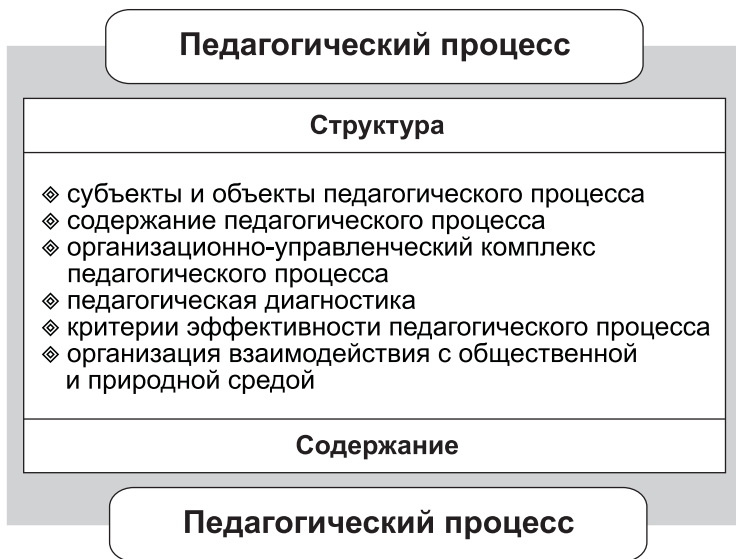 Педагогический процесс
Структура
◈ субъекты и объекты педагогического процесса
◈ содержание педагогического процесса
◈ организационно-управленческий комплекс
педагогического процесса
◈ педагогическая диагностика
◈ критерии эффективности педагогического процесса
◈ организация взаимодействия с общественной
и природной средой
Содержание
Педагогический процесс